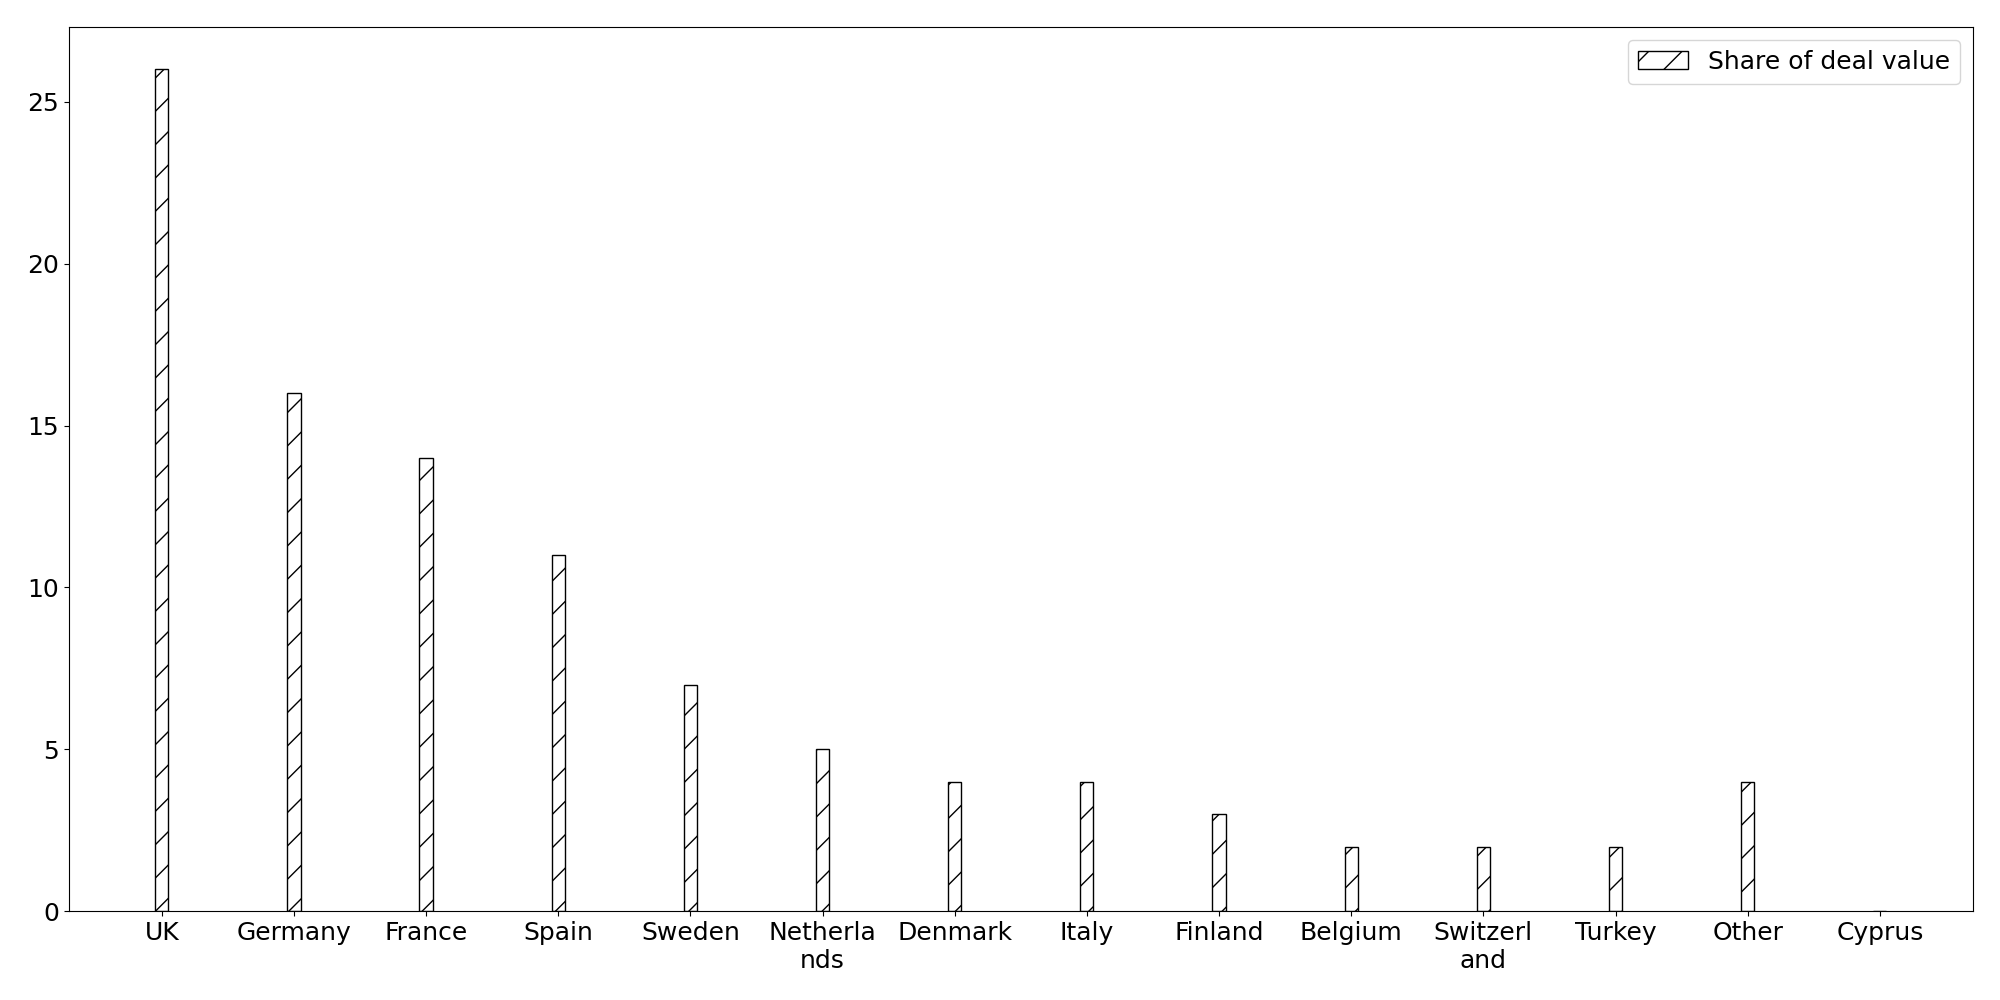 Share of deal value
25
20
15
10
5
0
UK Germany France Spain Sweden Netherla Denmark Italy Finland Belgium Switzerl Turkey Other Cyprus
nds and